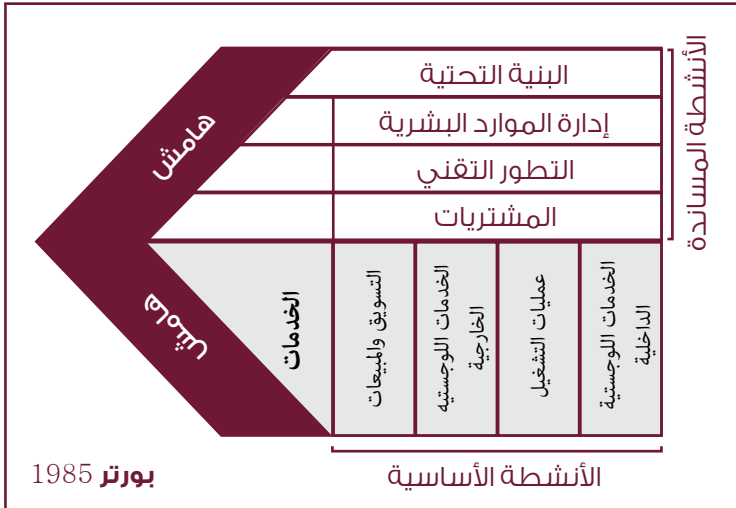 الأنشطة المساندة
البنية التحتية
إدارة الموارد البشرية
التطور التقني
المشتريات
هامش
الخدمات اللوجستية
الداخلية
عمليات التشغيل
الخدمات اللوجستيه
الخارجية
التسويق والمبيعات
الخدمات
هامش
الأنشطة الأساسية
بورتر 1985